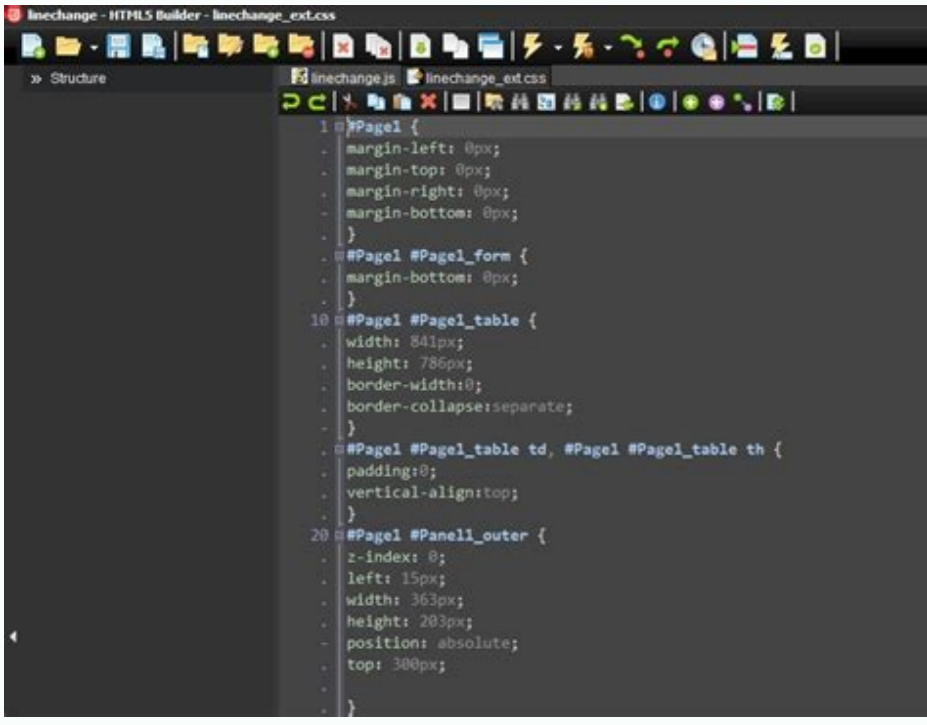 linechange - HTML5 Builder - linechange_ext.css
» Structure
linechange.js linechange_ext.css
1 #Page1 {
margin-left: 0px;
margin-top: 0px;
margin-right: 0px;
margin-bottom: 0px;
}
#Page1 #Page1_form {
margin-bottom: 0px;
}
10 #Page1 #Page1_table {
width: 841px;
height: 786px;
border-width:0;
border-collapse:separate;
}
#Page1 #Page1_table td, #Page1 #Page1_table th {
padding:0;
vertical-align:top;
}
20 #Page1 #Panel1_outer {
z-index: 0;
left: 15px;
width: 363px;
height: 203px;
position: absolute;
top: 300px;
}